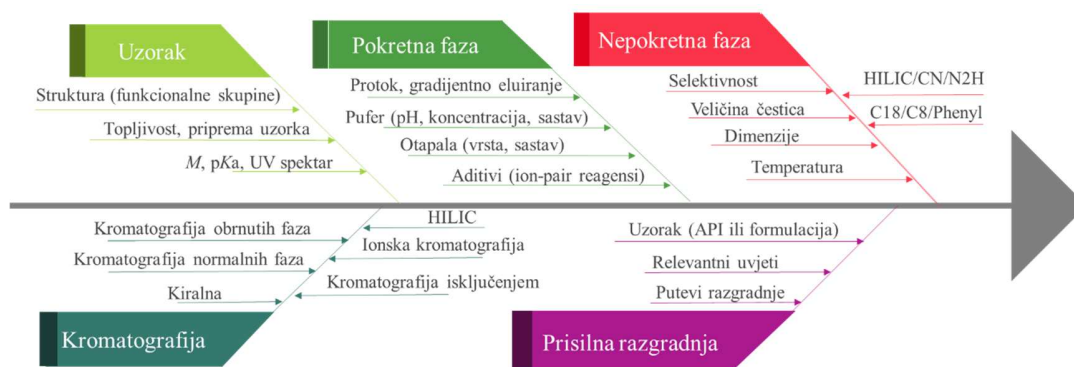 Uzorak
Struktura (funkcionalne skupine)
Topljivost, priprema uzorka
M, pKa, UV spektar
Pokretna faza
Protok, gradijentno eluiranje
Pufer (pH, koncentracija, sastav)
Otapala (vrsta, sastav)
Aditivi (ion-pair reagensi)
Nepokretna faza
Selektivnost
HILIC/CN/N2H
Veličina čestica
C18/C8/Phenyl
Dimenzije
Temperatura
HILIC
Kromatografija obrnutih faza
Ionska kromatografija
Kromatografija normalnih faza
Kromatografija isključenjem
Kiralna
Kromatografija
Uzorak (API ili formulacija)
Relevantni uvjeti
Putevi razgradnje
Prisilna razgradnja